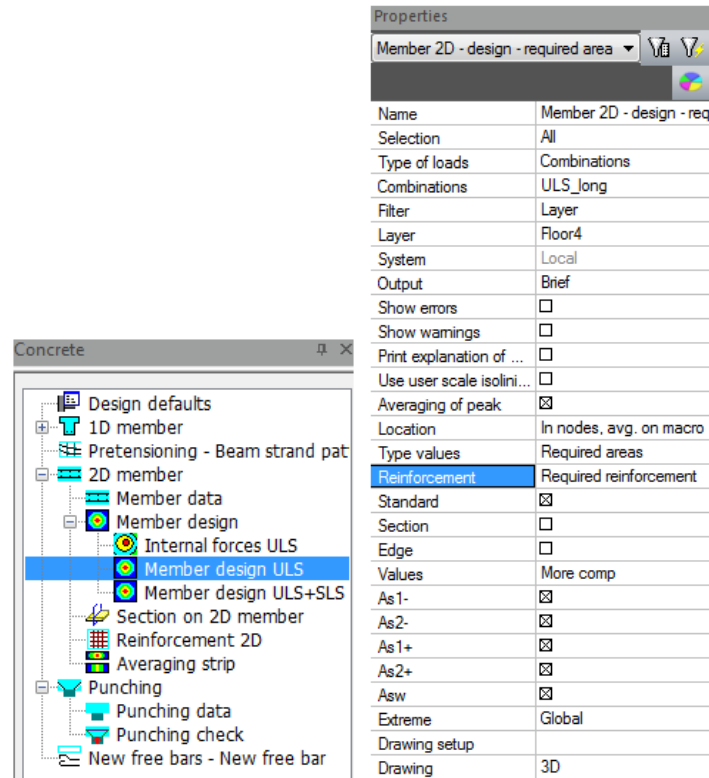 Concrete
Design defaults
1D member
Pretensioning - Beam strand pat
2D member
Member data
Member design
Internal forces ULS
Member design ULS
Member design ULS+SLS
Section on 2D member
Reinforcement 2D
Averaging strip
Punching
Punching data
Punching check
New free bars - New free bar
Properties
Member 2D - design - required area
Name Member 2D - design - req
Selection All
Type of loads Combinations
Combinations ULS_long
Filter Layer
Layer Floor4
System Local
Output Brief
Show errors
Show warnings
Print explanation of ...
Use user scale isolini...
Averaging of peak
Location In nodes, avg. on macro
Type values Required areas
Reinforcement Required reinforcement
Standard
Section
Edge
Values More comp
As1-
As2-
As1+
As2+
Asw
Extreme Global
Drawing setup
Drawing 3D